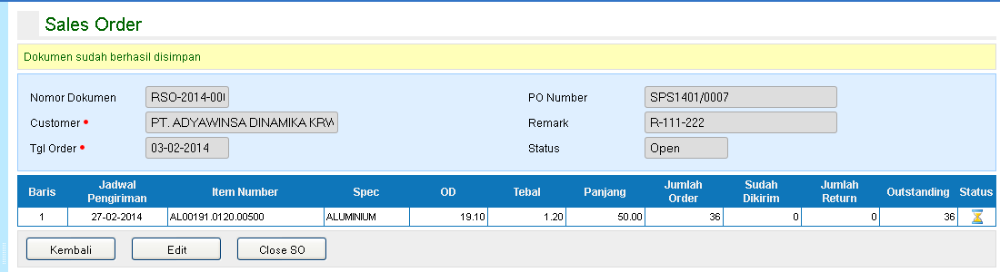 Sales Order
Dokumen sudah berhasil disimpan
Nomor Dokumen RSO-2014-00 PO Number SPS1401/0007
Customer • PT. ADYAWINSA DINAMIKA KRW Remark R-111-222
Tgl Order • 03-02-2014 Status Open
Baris Jadwal Pengiriman Item Number Spec OD Tebal Panjang Jumlah Order Sudah Dikirim Jumlah Return Outstanding Status
1 27-02-2014 AL00191.0120.00500 ALUMINIUM 19.10 1.20 50.00 36 0 0 36
Kembali Edit Close SO